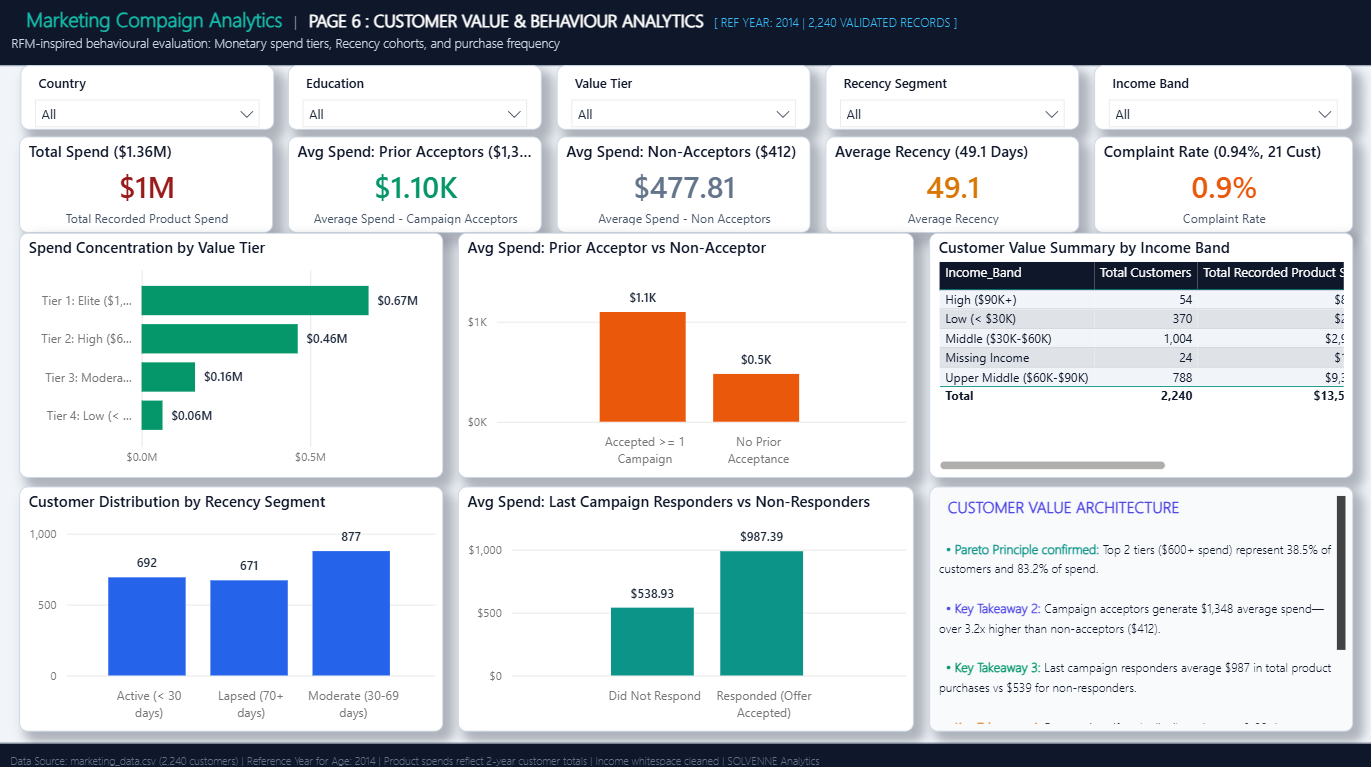 Marketing Compaign Analytics | PAGE 6 : CUSTOMER VALUE & BEHAVIOUR ANALYTICS [ REF YEAR: 2014 | 2,240 VALIDATED RECORDS ]
RFM-inspired behavioural evaluation: Monetary spend tiers, Recency cohorts, and purchase frequency
Country
All
Education
All
Value Tier
All
Recency Segment
All
Income Band
All
Total Spend ($1.36M)
$1M
Total Recorded Product Spend
Avg Spend: Prior Acceptors ($1,3...
$1.10K
Average Spend - Campaign Acceptors
Avg Spend: Non-Acceptors ($412)
$477.81
Average Spend - Non Acceptors
Average Recency (49.1 Days)
49.1
Average Recency
Complaint Rate (0.94%, 21 Cust)
0.9%
Complaint Rate
Spend Concentration by Value Tier
Tier 1: Elite ($1,... $0.67M
Tier 2: High ($6... $0.46M
Tier 3: Modera... $0.16M
Tier 4: Low (< ... $0.06M
$0.0M $0.5M
Avg Spend: Prior Acceptor vs Non-Acceptor
$1.1K
$1K
$0.5K
$0K
Accepted >= 1
Campaign
No Prior
Acceptance
Customer Value Summary by Income Band
Income_Band Total Customers Total Recorded Product S
High ($90K+) 54
Low (< $30K) 370
Middle ($30K-$60K) 1,004 $2,9
Missing Income 24
Upper Middle ($60K-$90K) 788 $9,3
Total 2,240 $13,5
Customer Distribution by Recency Segment
1,000
877
692
671
500
0
Active (< 30
days)
Lapsed (70+
days)
Moderate (30-69
days)
Avg Spend: Last Campaign Responders vs Non-Responders
$987.39
$1,000
$538.93
$500
$0
Did Not Respond
Responded (Offer
Accepted)
CUSTOMER VALUE ARCHITECTURE
• Pareto Principle confirmed: Top 2 tiers ($600+ spend) represent 38.5% of
customers and 83.2% of spend.
• Key Takeaway 2: Campaign acceptors generate $1,348 average spend—
over 3.2x higher than non-acceptors ($412).
• Key Takeaway 3: Last campaign responders average $987 in total product
purchases vs $539 for non-responders.
Data Source: marketing_data.csv (2,240 customers) | Reference Year for Age: 2014 | Product spends reflect 2-year customer totals | Income whitespace cleaned | SOLVENNE Analytics